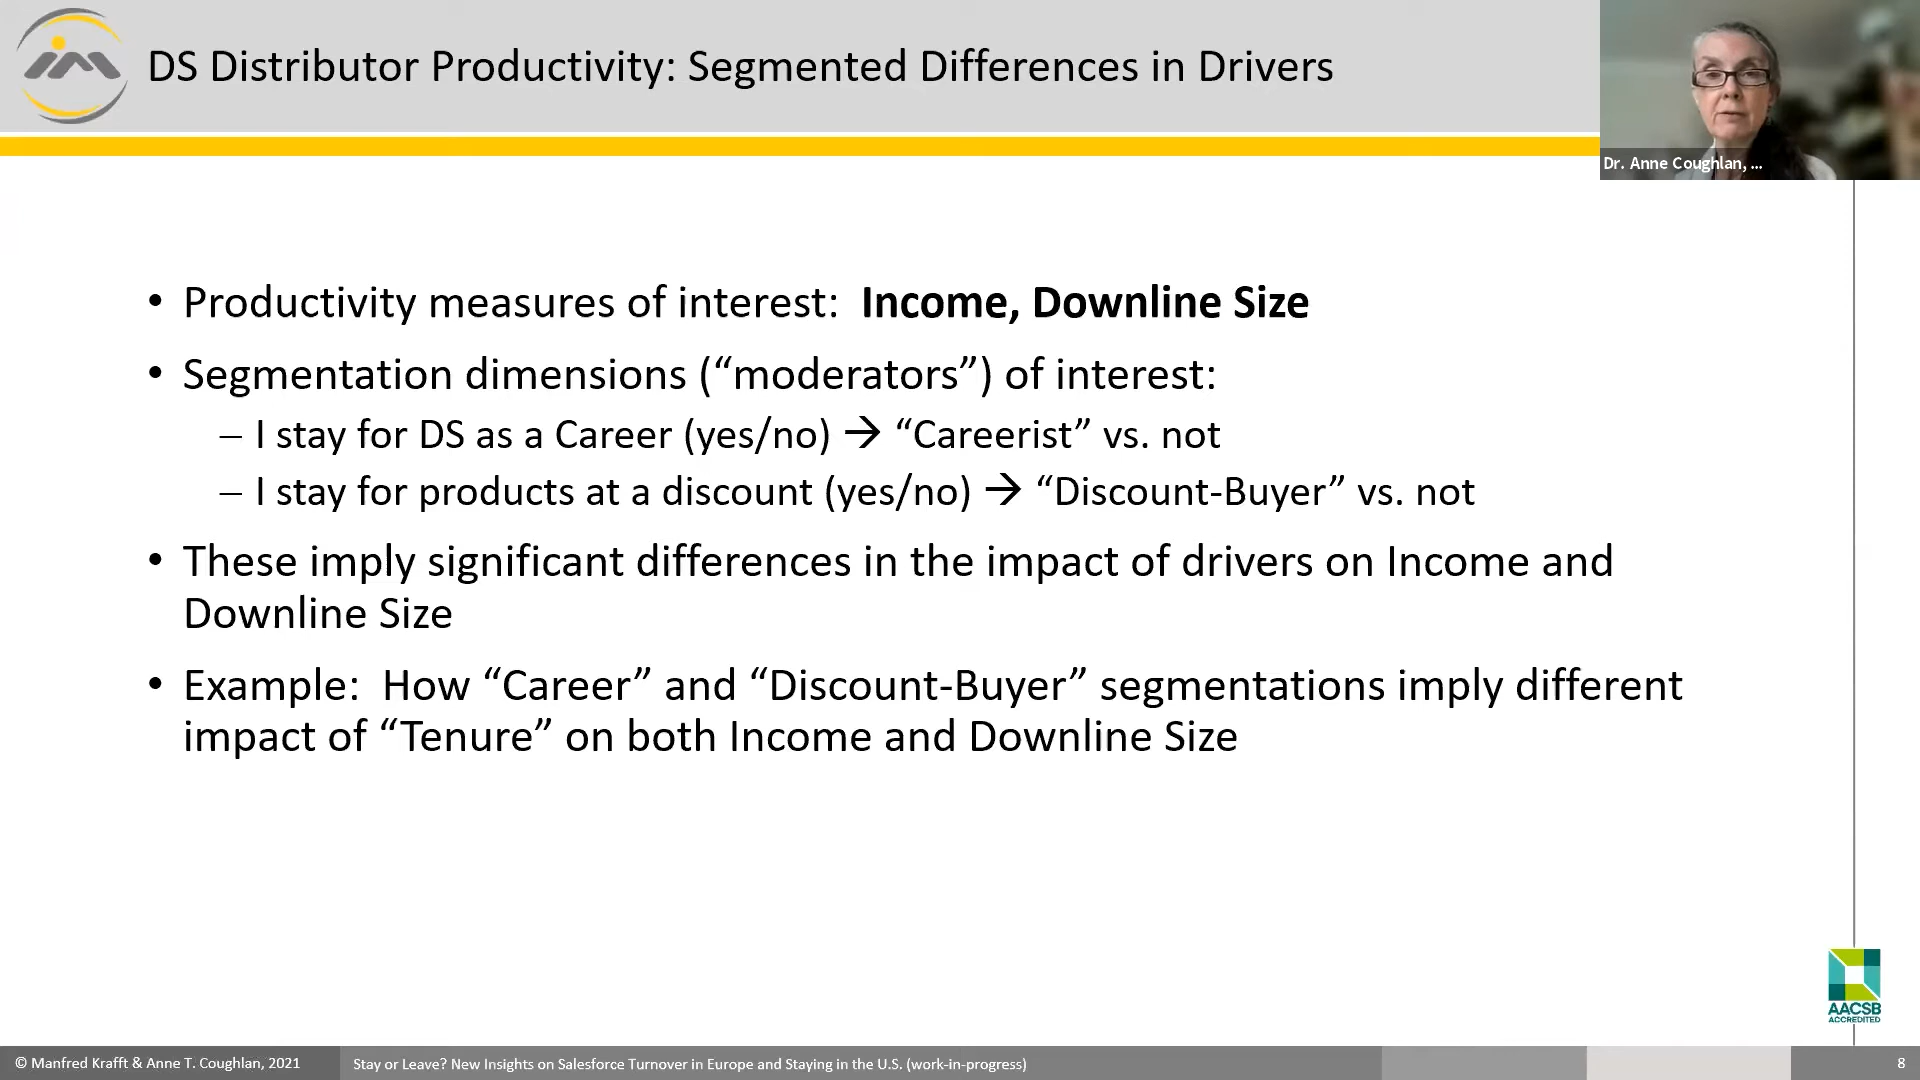 DS Distributor Productivity: Segmented Differences in Drivers
Dr. Anne Coughlan, ...
• Productivity measures of interest: Income, Downline Size
• Segmentation dimensions (“moderators”) of interest:
– I stay for DS as a Career (yes/no) → “Careerist” vs. not
– I stay for products at a discount (yes/no) → “Discount-Buyer” vs. not
• These imply significant differences in the impact of drivers on Income and
Downline Size
• Example: How “Career” and “Discount-Buyer” segmentations imply different
impact of “Tenure” on both Income and Downline Size
AACSB
ACCREDITED
© Manfred Krafft & Anne T. Coughlan, 2021
Stay or Leave? New Insights on Salesforce Turnover in Europe and Staying in the U.S. (work-in-progress)
8